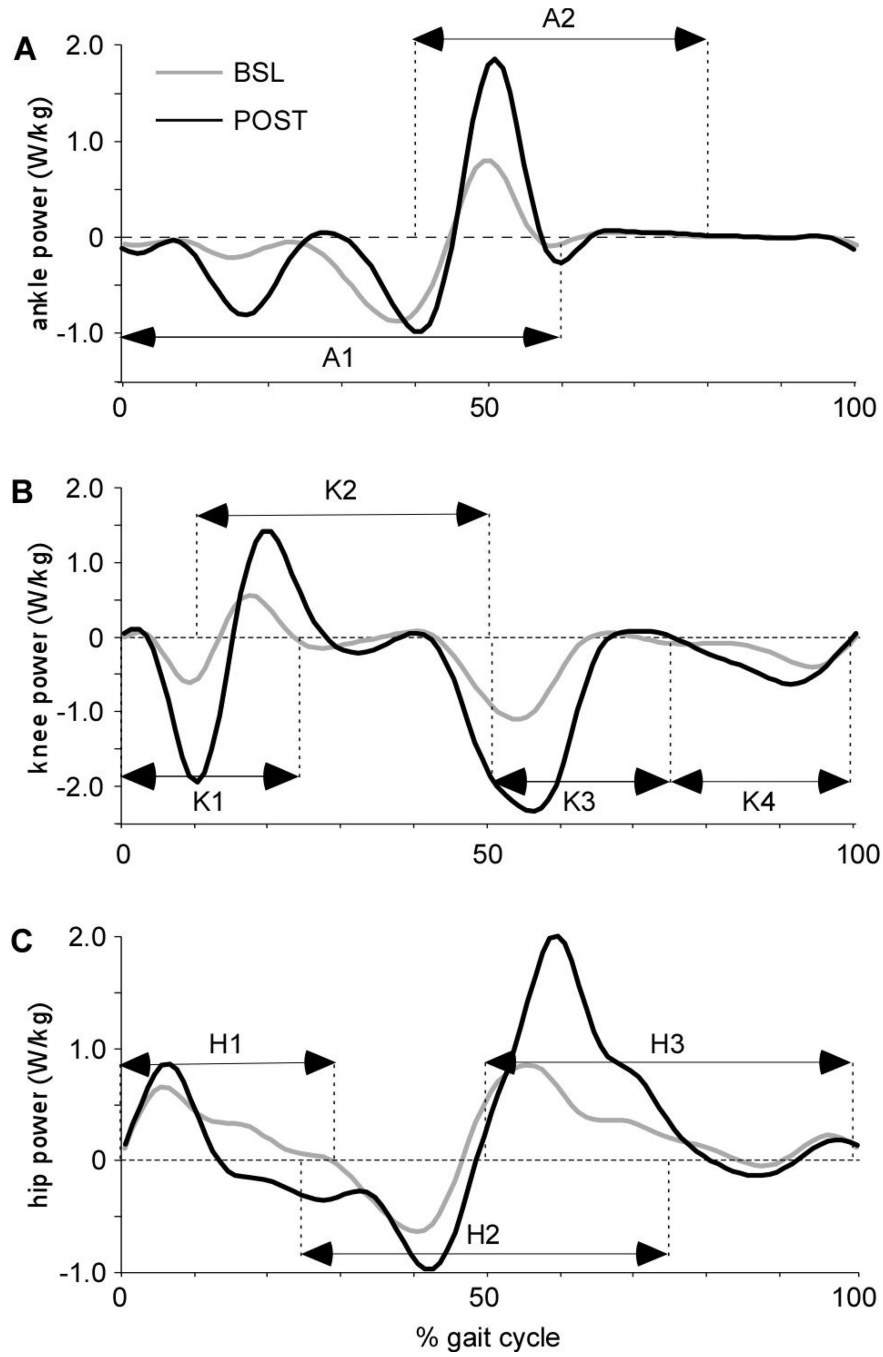 A
A2
2.0
BSL
POST
1.0
0
-1.0
A1
ankle power (W/kg)
0 50 100
B
2.0
K2
1.0
0
-1.0
-2.0
K1 K3 K4
knee power (W/kg)
0 50 100
C
2.0
H1 H3
1.0
0
H2
-1.0
hip power (W/kg)
0 50 100
% gait cycle